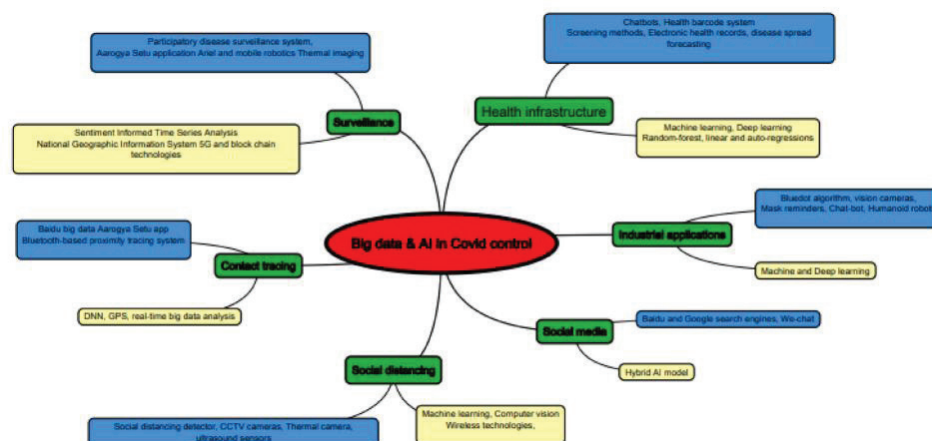 Chatbots, Health barcode system
Screening methods, Electronic health records, disease spread
forecasting
Participatory disease surveillance system,
Aarogya Setu application Ariel and mobile robotics Thermal imaging
Health infrastructure
Surveillance
Sentiment Informed Time Series Analysis
National Geographic Information System 5G and block chain
technologies
Machine learning, Deep learning
Random-forest, linear and auto-regressions
Bluedot algorithm, vision cameras,
Mask reminders, Chat-bot, Humanoid robot
Baidu big data Aarogya Setu app
Bluetooth-based proximity tracing system
Big data & AI in Covid control
Industrial applications
Contact tracing
Machine and Deep learning
DNN, GPS, real-time big data analysis
Social media
Baidu and Google search engines, We-chat
Social distancing
Hybrid AI model
Machine learning, Computer vision
Wireless technologies,
Social distancing detector, CCTV cameras, Thermal camera,
ultrasound sensors